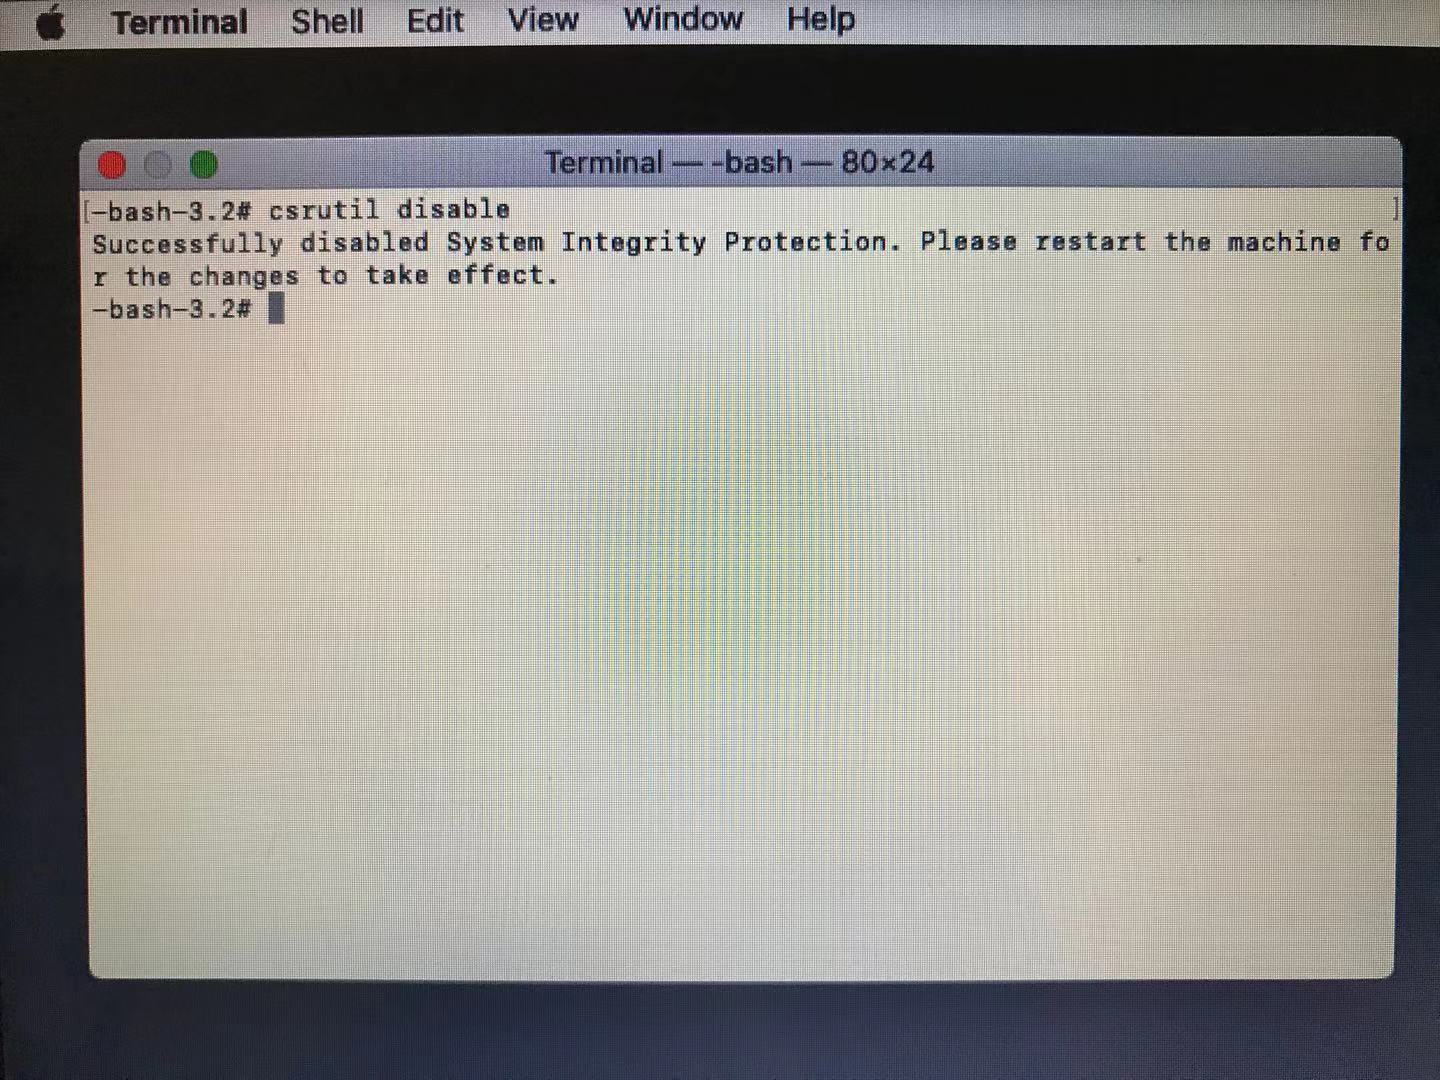 Terminal Shell Edit View Window Help
Terminal — -bash — 80×24
[-bash-3.2# csrutil disable ]
Successfully disabled System Integrity Protection. Please restart the machine fo
r the changes to take effect.
-bash-3.2#